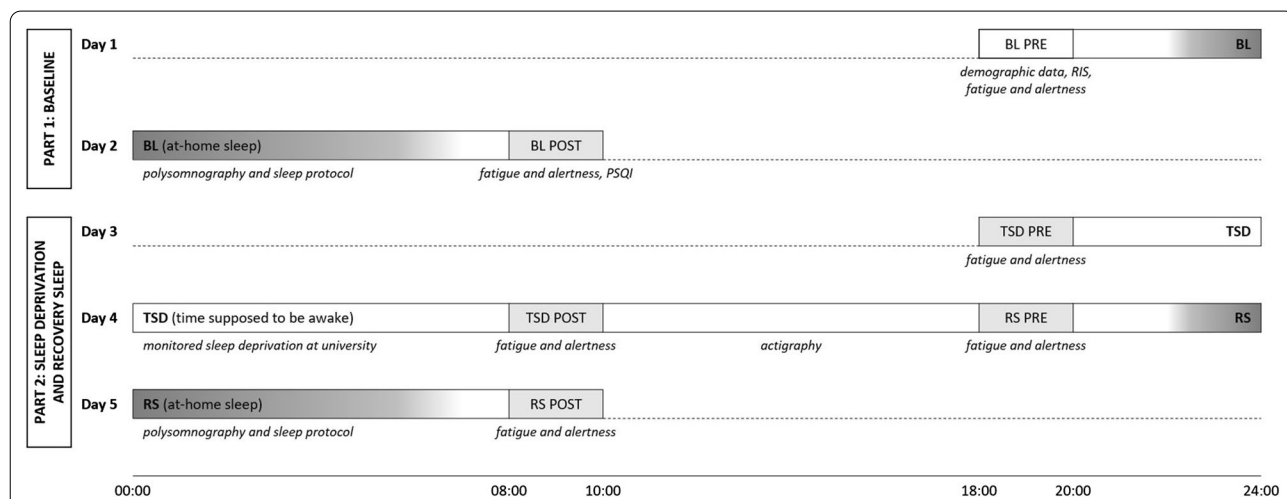 PART 1: BASELINE
Day 1
BL PRE
BL
demographic data, RIS,
fatigue and alertness
Day 2
BL (at-home sleep)
BL POST
polysomnography and sleep protocol
fatigue and alertness, PSQI
PART 2: SLEEP DEPRIVATION
AND RECOVERY SLEEP
Day 3
TSD PRE
TSD
fatigue and alertness
Day 4
TSD (time supposed to be awake)
TSD POST
RS PRE
RS
monitored sleep deprivation at university
fatigue and alertness
actigraphy
fatigue and alertness
Day 5
RS (at-home sleep)
RS POST
polysomnography and sleep protocol
fatigue and alertness
00:00
08:00
10:00
18:00
20:00
24:00